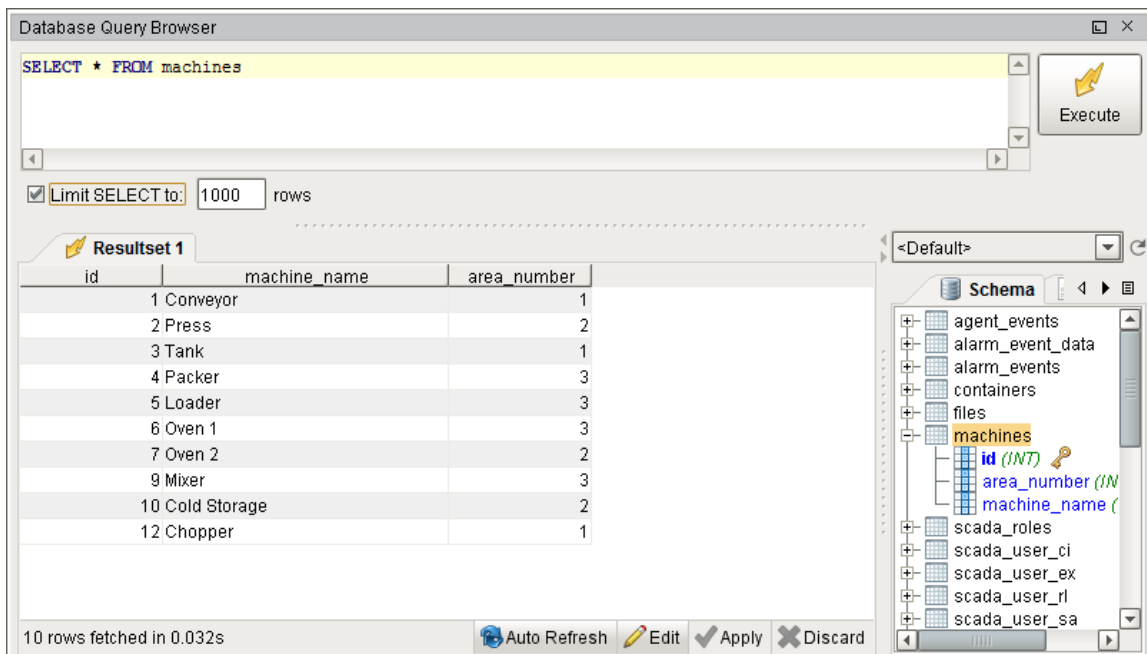 Database Query Browser
SELECT * FROM machines
Execute
Limit SELECT to: 1000 rows
Resultset 1
id machine_name area_number
1 Conveyor 1
2 Press 2
3 Tank 1
4 Packer 3
5 Loader 3
6 Oven 1 3
7 Oven 2 2
9 Mixer 3
10 Cold Storage 2
12 Chopper 1
10 rows fetched in 0.032s
Auto Refresh Edit Apply Discard
<Default>
Schema
agent_events
alarm_event_data
alarm_events
containers
files
machines
id (INT)
area_number (IN
machine_name (
scada_roles
scada_user_ci
scada_user_ex
scada_user_rl
scada_user_sa